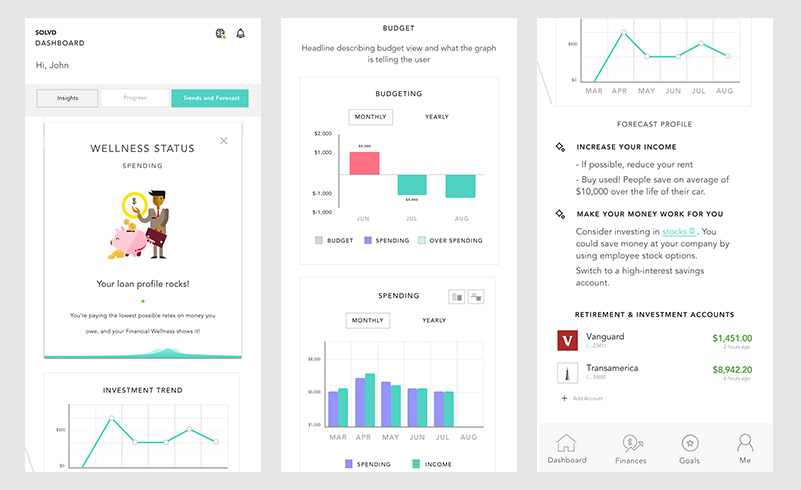 SOLVD
DASHBOARD
Hi, John
Insights
Progress
Trends and Forecast
WELLNESS STATUS
SPENDING
$
Your loan profile rocks!
You're paying the lowest possible rates on money you
owe, and your Financial Wellness shows it!
INVESTMENT TREND
$500
$0
BUDGET
Headline describing budget view and what the graph
is telling the user
BUDGETING
MONTHLY
YEARLY
$2,000
$1,000
$-1,000
$-1,000
JUN
JUL
AUG
BUDGET
SPENDING
OVER SPENDING
SPENDING
MONTHLY
YEARLY
$1,000
MAR
APR
MAY
JUN
JUL
AUG
SPENDING
INCOME
$500
$0
MAR
APR
MAY
JUN
JUL
AUG
FORECAST PROFILE
INCREASE YOUR INCOME
- If possible, reduce your rent
- Buy used! People save on average of
$10,000 over the life of their car.
MAKE YOUR MONEY WORK FOR YOU
Consider investing in stocks. You
could save money at your company by
using employee stock options.
Switch to a high-interest savings
account.
RETIREMENT & INVESTMENT ACCOUNTS
V
Vanguard
(...2341)
$1,451.00
2 hours ago
Transamerica
$8,942.20
6 hours ago
+ Add Account
Dashboard
$
Finances
Goals
Me